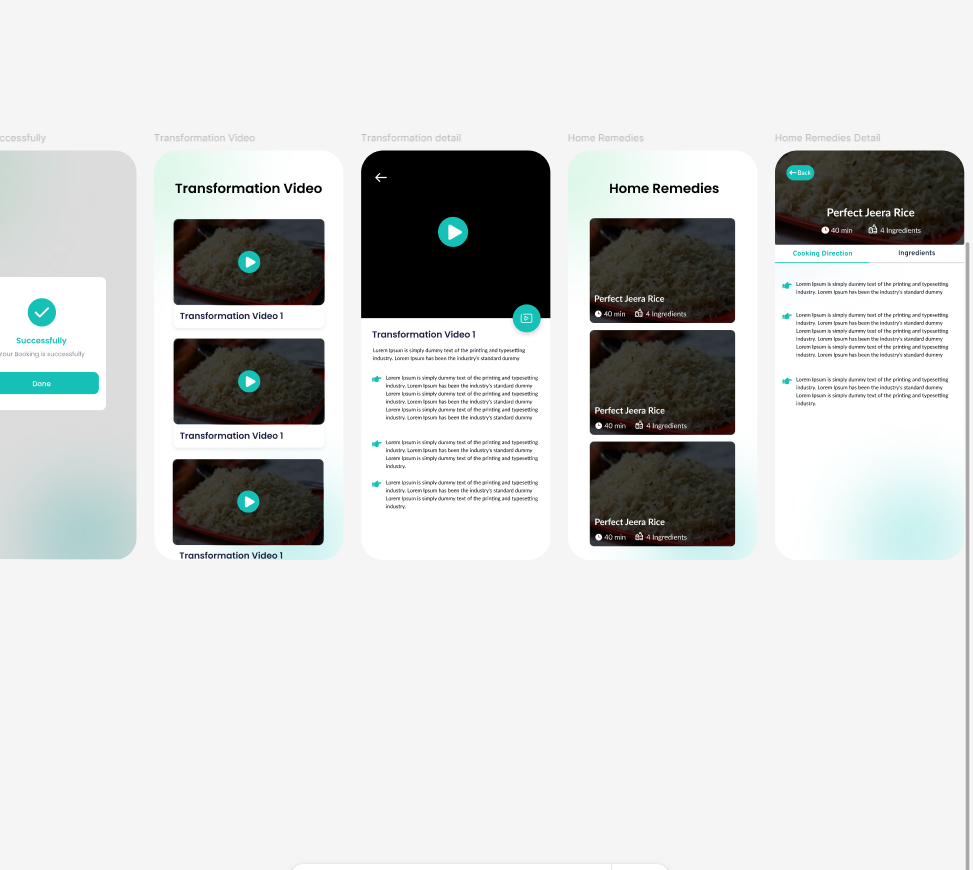 ccessfully
Successfully
Your Booking is successfully
Done
Transformation Video
Transformation Video
Transformation Video 1
Transformation Video 1
Transformation Video 1
Transformation detail
Transformation Video 1
Lorem Ipsum is simply dummy text of the printing and typesetting
industry. Lorem Ipsum has been the industry's standard dummy
Lorem Ipsum is simply dummy text of the printing and typesetting
industry. Lorem Ipsum has been the industry's standard dummy
Lorem Ipsum is simply dummy text of the printing and typesetting
industry. Lorem Ipsum has been the industry's standard dummy
Lorem Ipsum is simply dummy text of the printing and typesetting
industry. Lorem Ipsum has been the industry's standard dummy
Lorem Ipsum is simply dummy text of the printing and typesetting
industry. Lorem Ipsum has been the industry's standard dummy
Lorem Ipsum is simply dummy text of the printing and typesetting
industry.
Lorem Ipsum is simply dummy text of the printing and typesetting
industry. Lorem Ipsum has been the industry's standard dummy
Lorem Ipsum is simply dummy text of the printing and typesetting
industry.
Home Remedies
Home Remedies
Perfect Jeera Rice
40 min 4 Ingredients
Perfect Jeera Rice
40 min 4 Ingredients
Perfect Jeera Rice
40 min 4 Ingredients
Home Remedies Detail
Back
Perfect Jeera Rice
40 min 4 Ingredients
Cooking Direction Ingredients
Lorem Ipsum is simply dummy text of the printing and typesetting
industry. Lorem Ipsum has been the industry's standard dummy
Lorem Ipsum is simply dummy text of the printing and typesetting
industry. Lorem Ipsum has been the industry's standard dummy
Lorem Ipsum is simply dummy text of the printing and typesetting
industry. Lorem Ipsum has been the industry's standard dummy
Lorem Ipsum is simply dummy text of the printing and typesetting
industry. Lorem Ipsum has been the industry's standard dummy
Lorem Ipsum is simply dummy text of the printing and typesetting
industry. Lorem Ipsum has been the industry's standard dummy
Lorem Ipsum is simply dummy text of the printing and typesetting
industry.